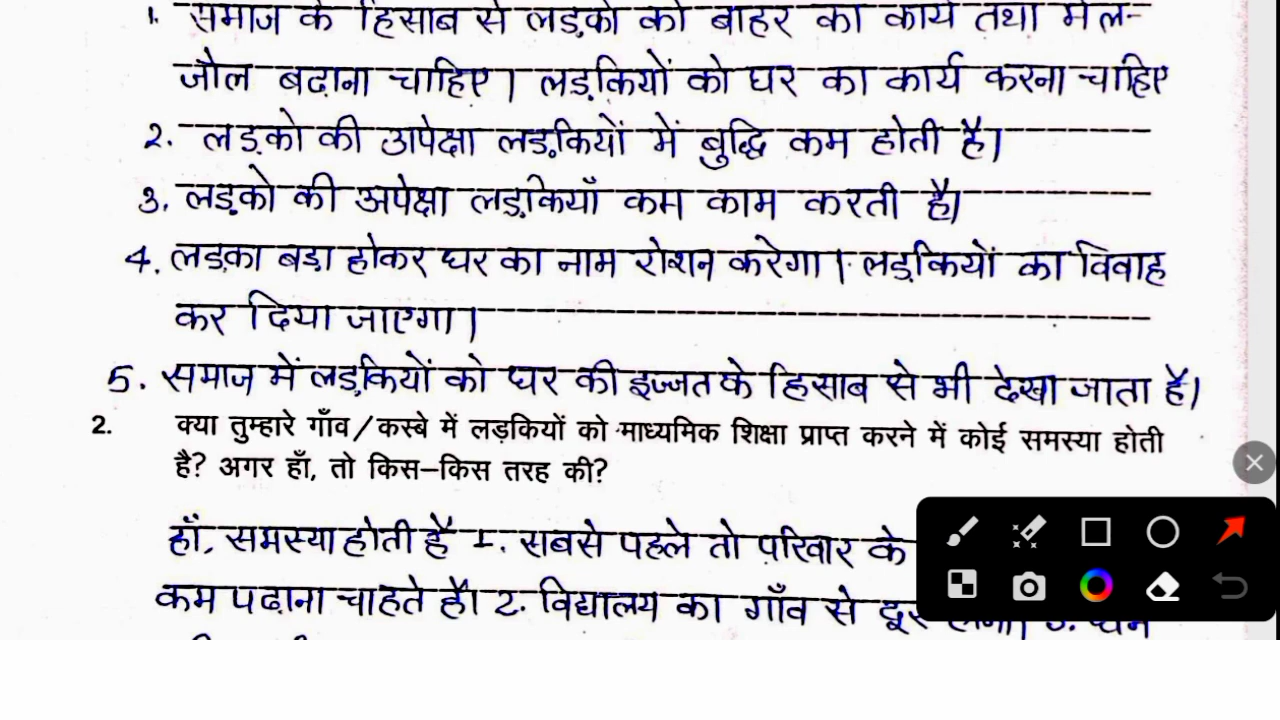 1. समाज के हिसाब से लड़को को बाहर का कार्य तथा मेल-
जौल बढाना चाहिए। लड़कियों को घर का कार्य करना चाहिए
2. लड़को की अपेक्षा लड़कियों में बुद्धि कम होती है।
3. लड़को की अपेक्षा लड़कियाँ कम काम करती है।
4. लड़का बडा होकर घर का नाम रोशन करेगा। लड़कियों का विवाह
कर दिया जाएगा।
5. समाज में लड़कियों को घर की इज्जत के हिसाब से भी देखा जाता है।
2. क्या तुम्हारे गाँव/कस्बे में लड़कियों को माध्यमिक शिक्षा प्राप्त करने में कोई समस्या होती
है? अगर हाँ, तो किस-किस तरह की?
हाँ, समस्या होती है 1. सबसे पहले तो परिवार के
कम पढाना चाहते है। 2. विद्यालय का गाँव से दूर